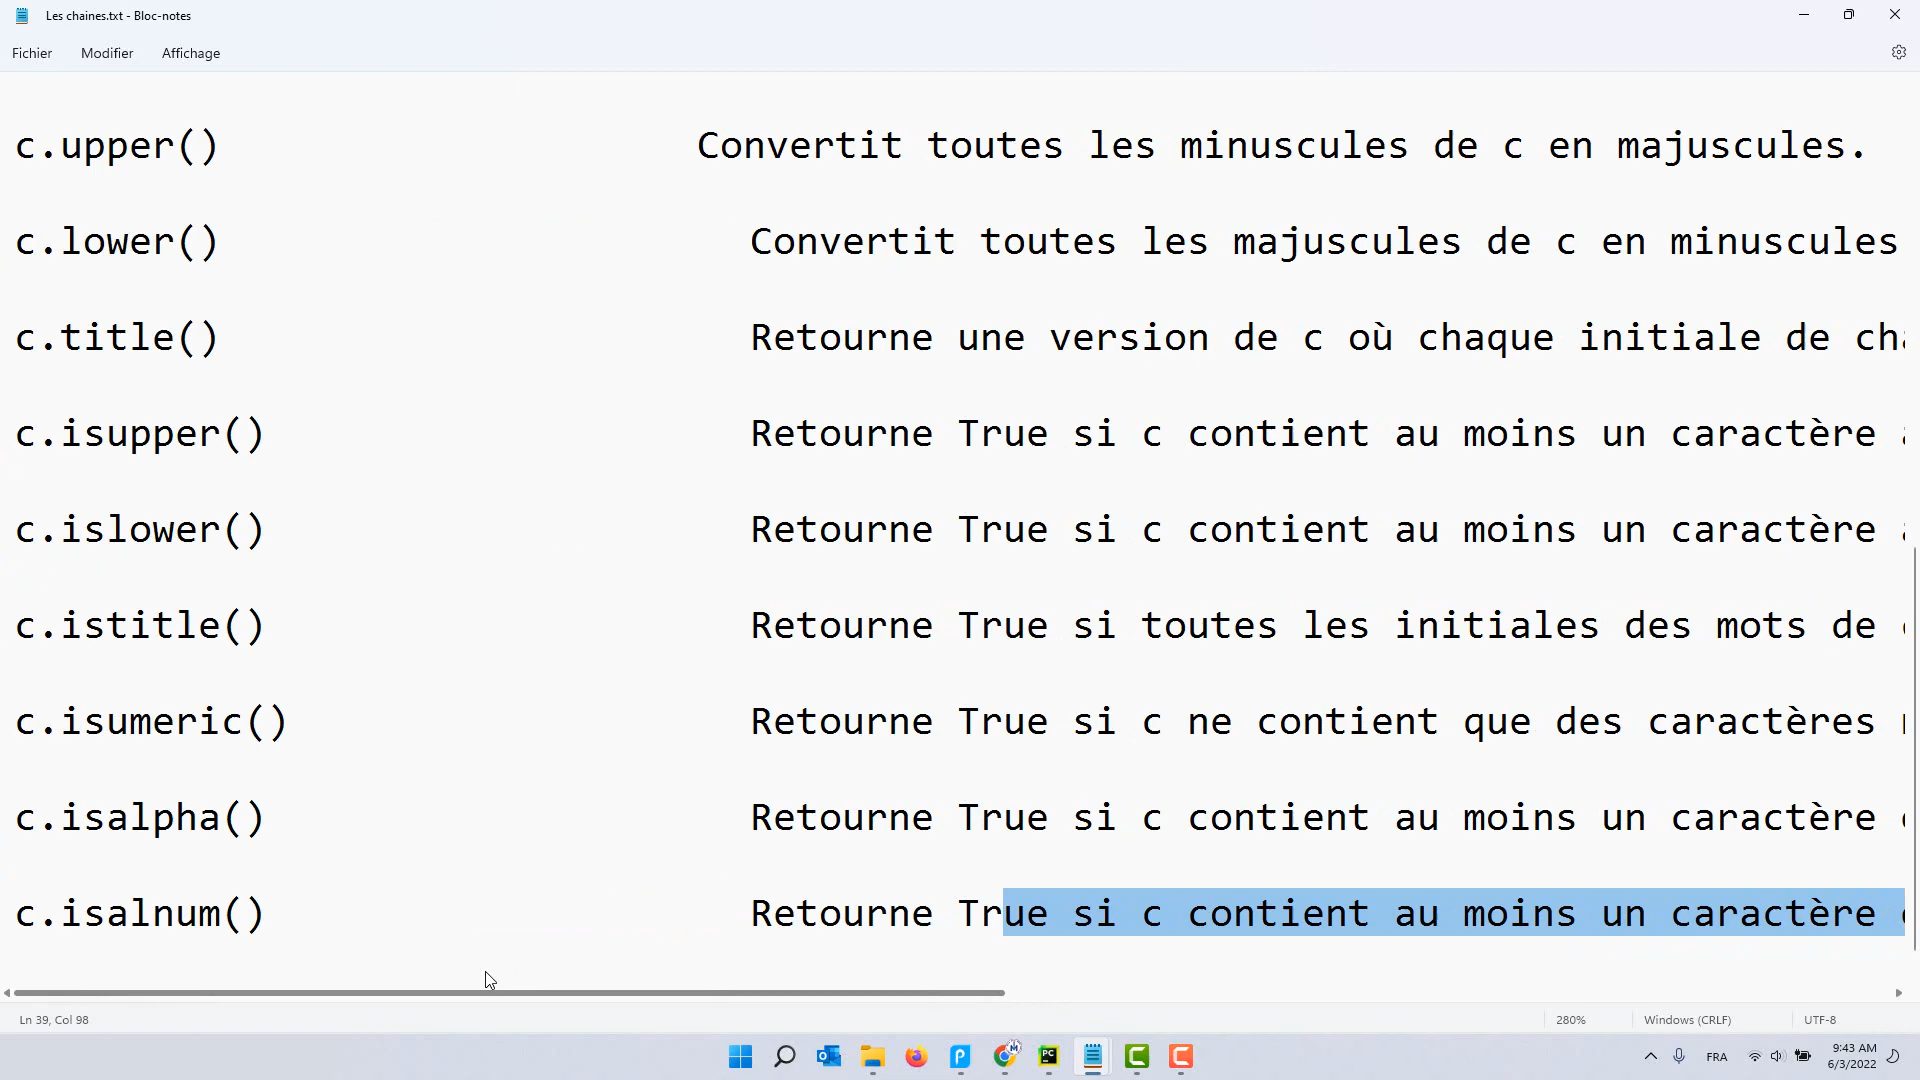 Les chaines.txt - Bloc-notes
Fichier Modifier Affichage
c.upper() Convertit toutes les minuscules de c en majuscules.
c.lower() Convertit toutes les majuscules de c en minuscules
c.title() Retourne une version de c où chaque initiale de cha
c.isupper() Retourne True si c contient au moins un caractère
c.islower() Retourne True si c contient au moins un caractère
c.istitle() Retourne True si toutes les initiales des mots de
c.isumeric() Retourne True si c ne contient que des caractères
c.isalpha() Retourne True si c contient au moins un caractère
c.isalnum() Retourne True si c contient au moins un caractère
Ln 39, Col 98 280% Windows (CRLF) UTF-8
FRA 9:43 AM
6/3/2022